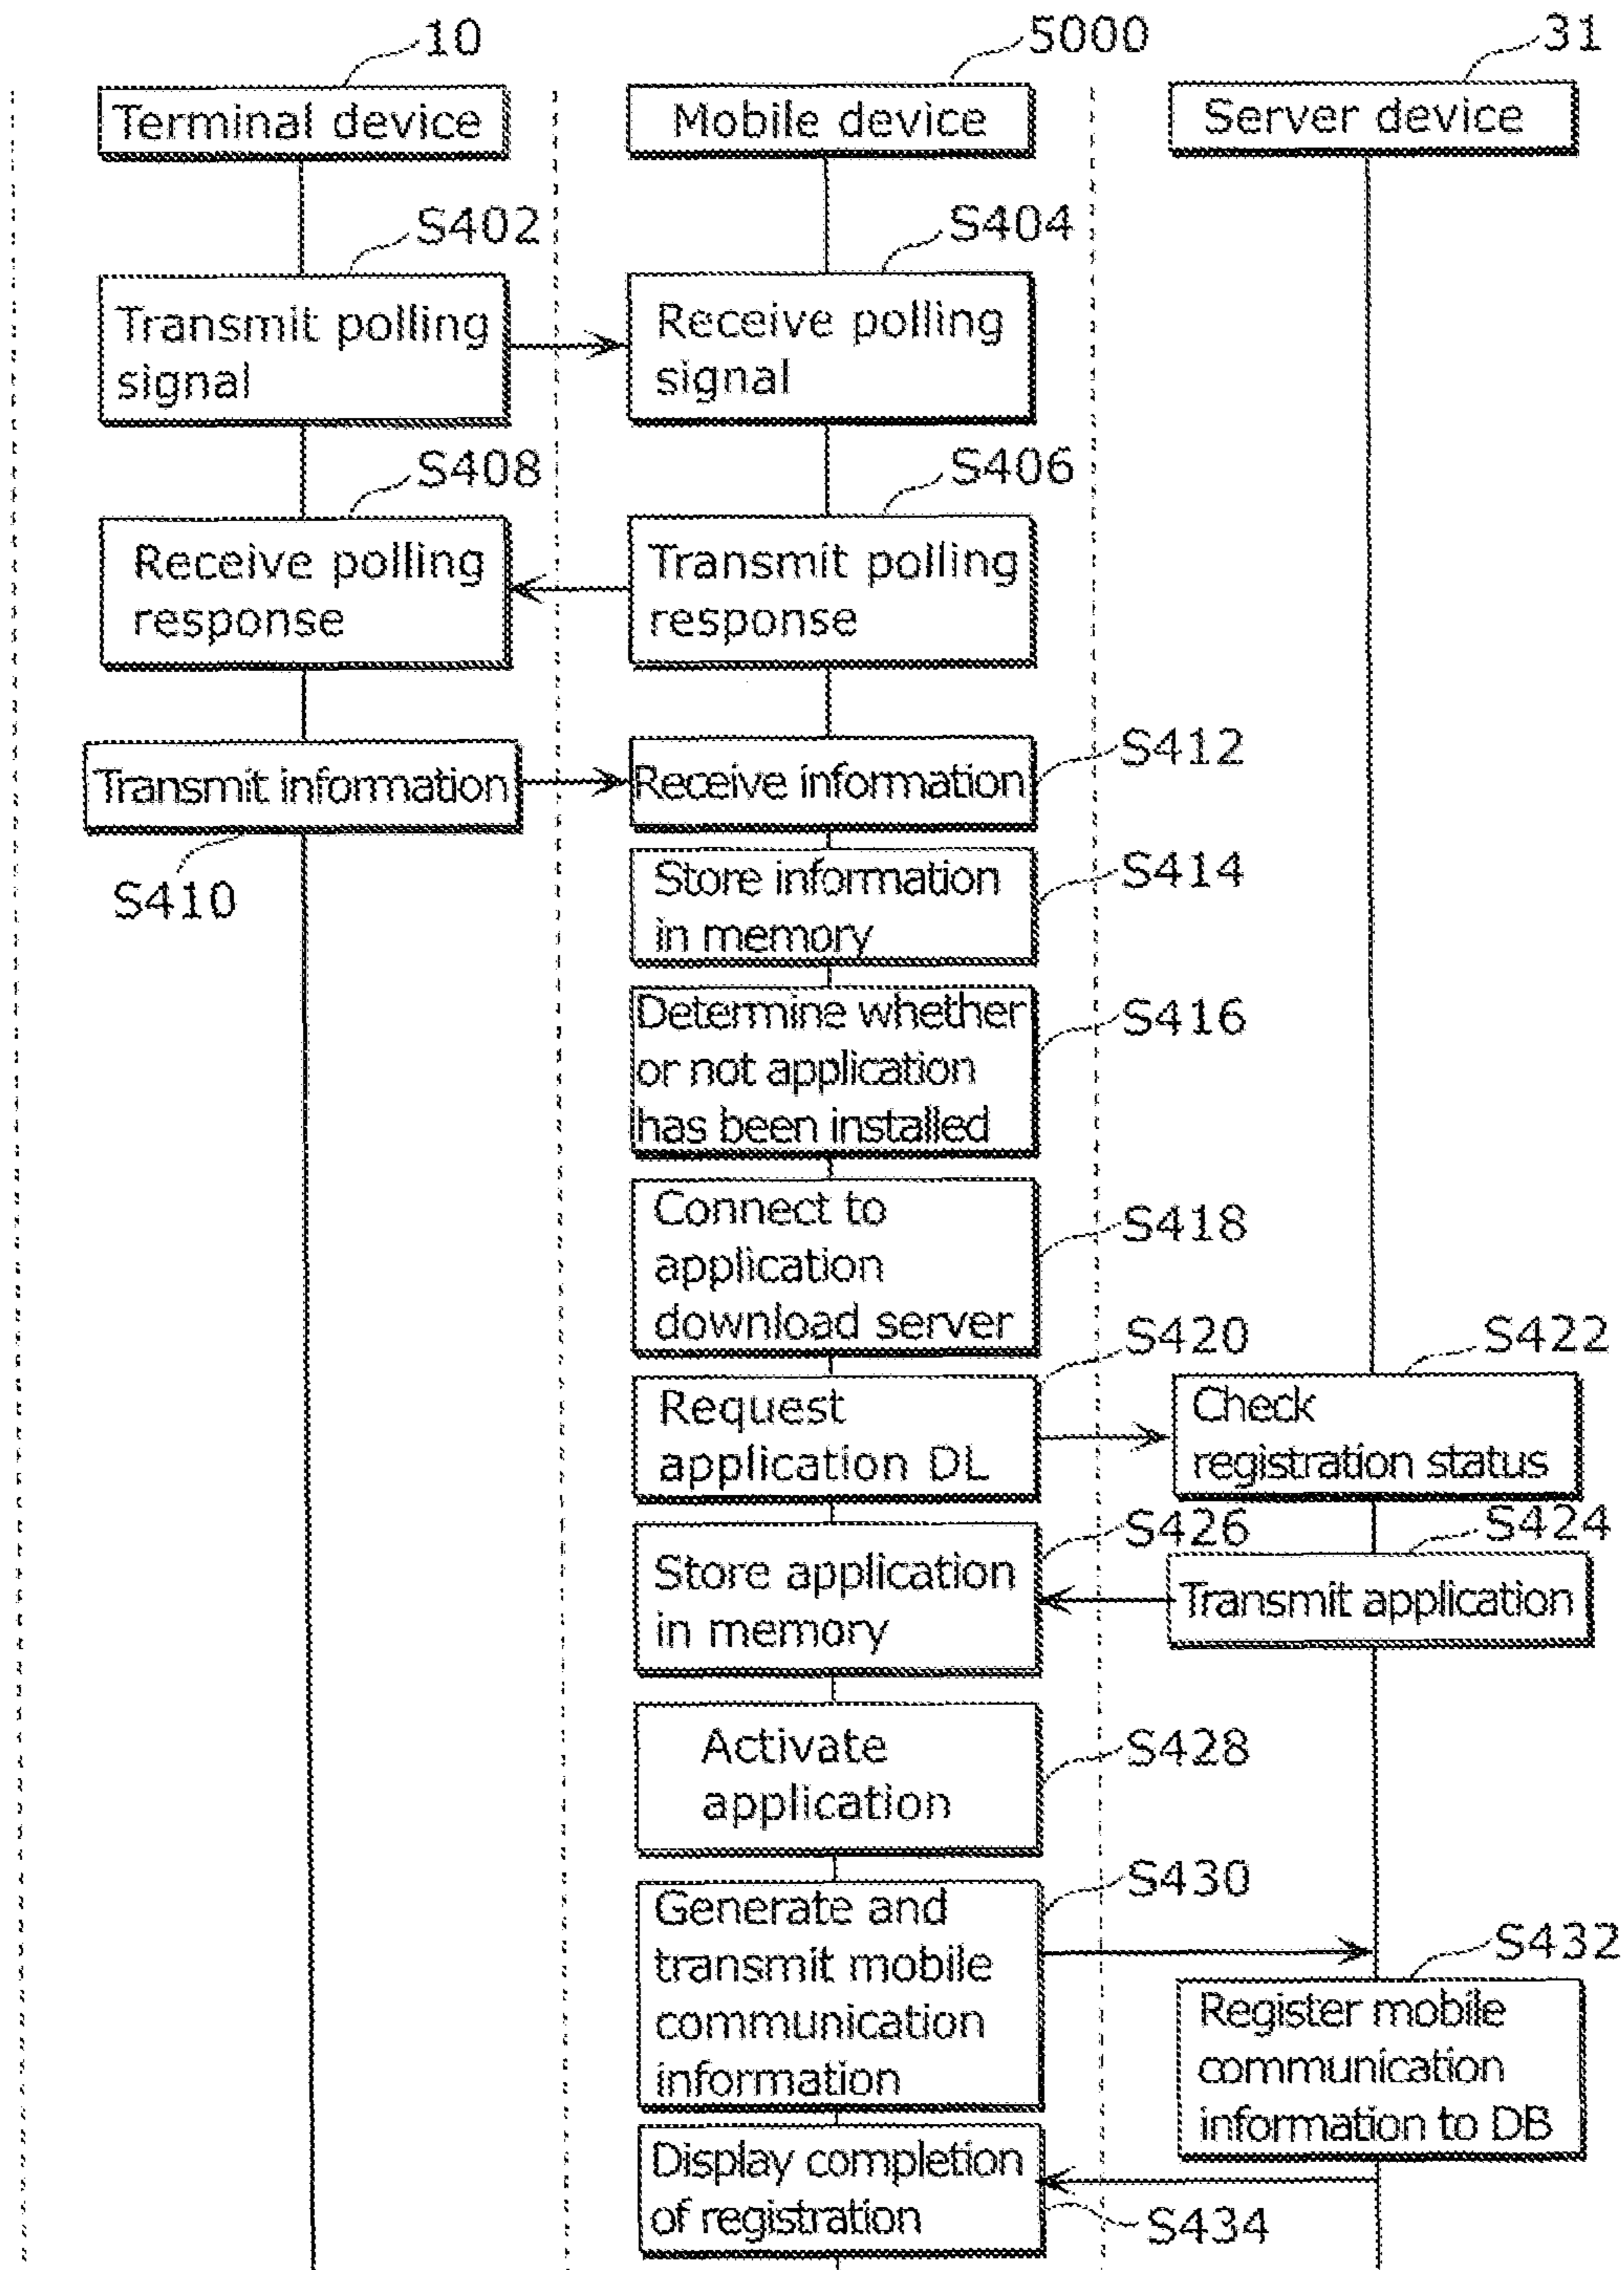 10
5000
31
Terminal device
Mobile device
Server device
S402
S404
Transmit polling
signal
Receive polling
signal
S408
S406
Receive polling
response
Transmit polling
response
S412
Transmit information
Receive information
S410
S414
Store information
in memory
S416
Determine whether
or not application
has been installed
S418
Connect to
application
download server
S420
S422
Request
application DL
Check
registration status
S426
S424
Store application
in memory
Transmit application
S428
Activate
application
S430
Generate and
transmit mobile
communication
information
S432
Register mobile
communication
information to DB
Display completion
of registration
S434